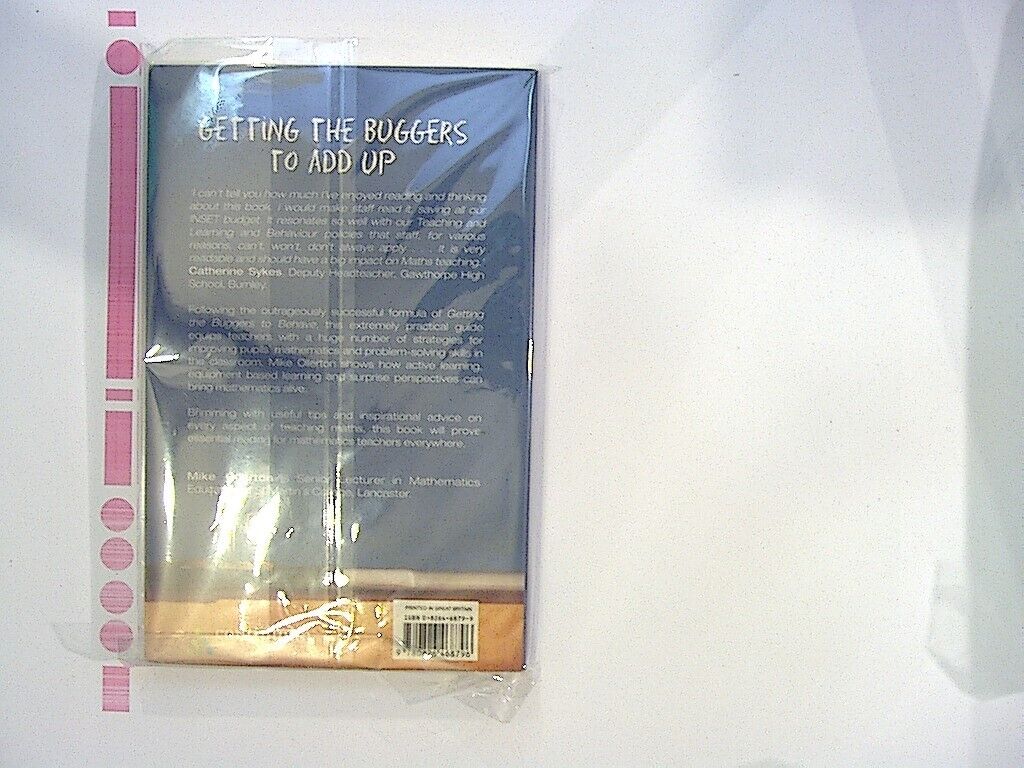 GETTING THE BUGGERS
TO ADD UP
'I can't tell you how much I've enjoyed reading and thinking
about this book. I would make staff read it, saving all our
INSET budget. It resonates so well with our Teaching and
Learning and Behaviour policies that staff, for various
reasons, can't, won't, don't always apply . . . It is very
readable and should have a big impact on Maths teaching.'
Catherine Sykes, Deputy Headteacher, Gawthorpe High
School, Burnley.
Following the outrageously successful formula of Getting
the Buggers to Behave, this extremely practical guide
equips teachers with a huge number of strategies for
improving pupils' mathematics and problem-solving skills in
the classroom. Mike Ollerton shows how active learning,
equipment based learning and surprise perspectives can
bring mathematics alive.
Brimming with useful tips and inspirational advice on
every aspect of teaching maths, this book will prove
essential reading for mathematics teachers everywhere.
Mike Ollerton is Senior Lecturer in Mathematics
College, Lancaster.
PRINTED IN GREAT BRITAIN
ISBN 0-8264-6879-9